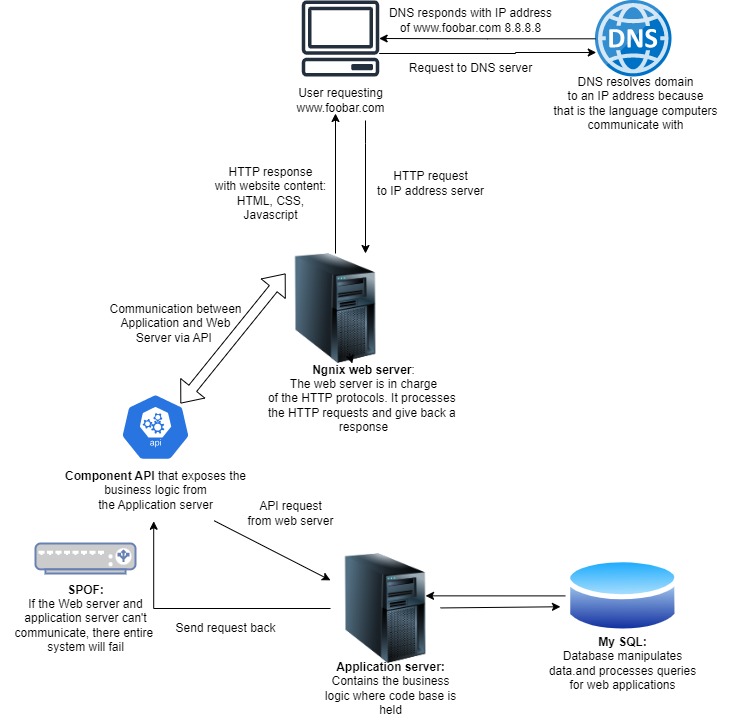 DNS responds with IP address
of www.foobar.com 8.8.8.8
DNS
Request to DNS server
DNS resolves domain
to an IP address because
that is the language computers
communicate with
User requesting
www.foobar.com
HTTP response
with website content:
HTML, CSS,
Javascript
HTTP request
to IP address server
Communication between
Application and Web
Server via API
Ngnix web server:
The web server is in charge
of the HTTP protocols. It processes
the HTTP requests and give back a
response
api
Component API that exposes the
business logic from
the Application server
API request
from web server
SPOF:
If the Web server and
application server can't
communicate, there entire
system will fail
Send request back
Application server:
Contains the business
logic where code base is
held
My SQL:
Database manipulates
data.and processes queries
for web applications